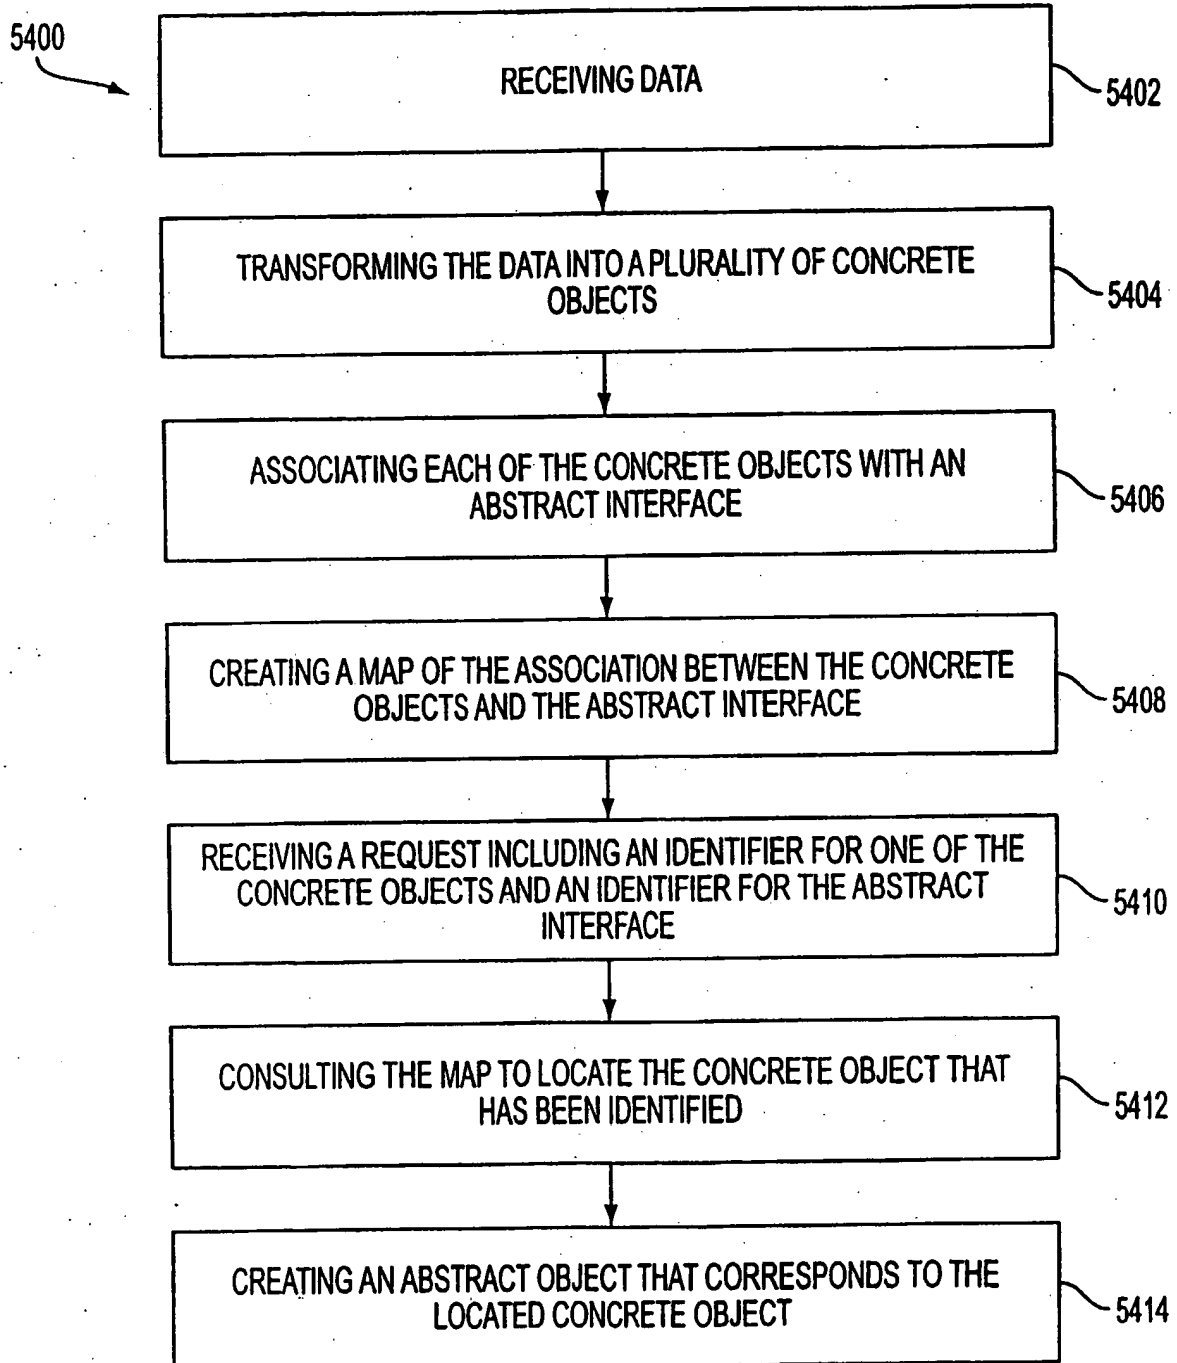 5400
RECEIVING DATA
5402
TRANSFORMING THE DATA INTO A PLURALITY OF CONCRETE
OBJECTS
5404
ASSOCIATING EACH OF THE CONCRETE OBJECTS WITH AN
ABSTRACT INTERFACE
5406
CREATING A MAP OF THE ASSOCIATION BETWEEN THE CONCRETE
OBJECTS AND THE ABSTRACT INTERFACE
5408
RECEIVING A REQUEST INCLUDING AN IDENTIFIER FOR ONE OF THE
CONCRETE OBJECTS AND AN IDENTIFIER FOR THE ABSTRACT
INTERFACE
5410
CONSULTING THE MAP TO LOCATE THE CONCRETE OBJECT THAT
HAS BEEN IDENTIFIED
5412
CREATING AN ABSTRACT OBJECT THAT CORRESPONDS TO THE
LOCATED CONCRETE OBJECT
5414